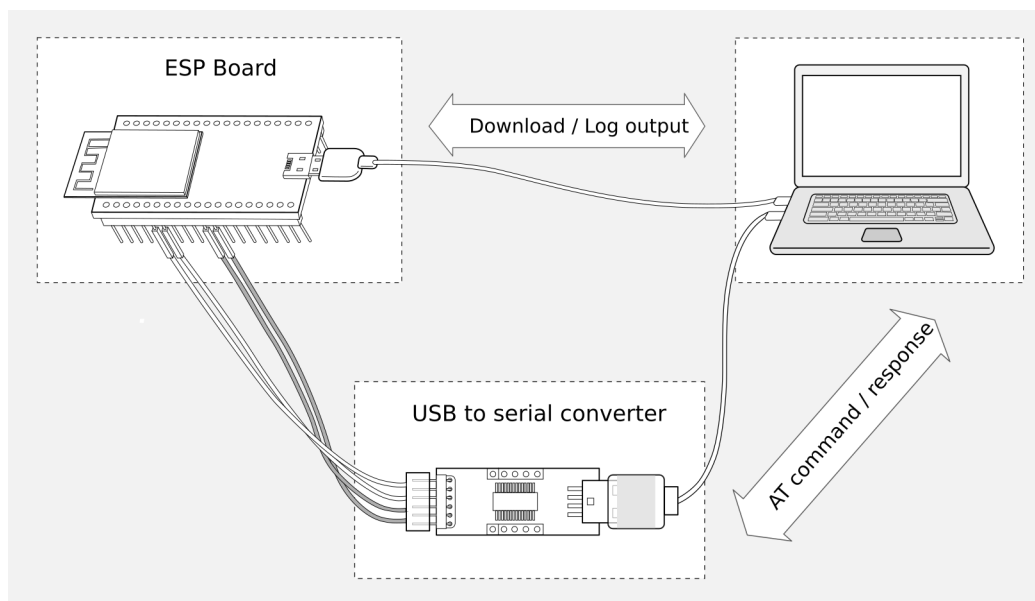 ESP Board
Download / Log output
USB to serial converter
AT command / response